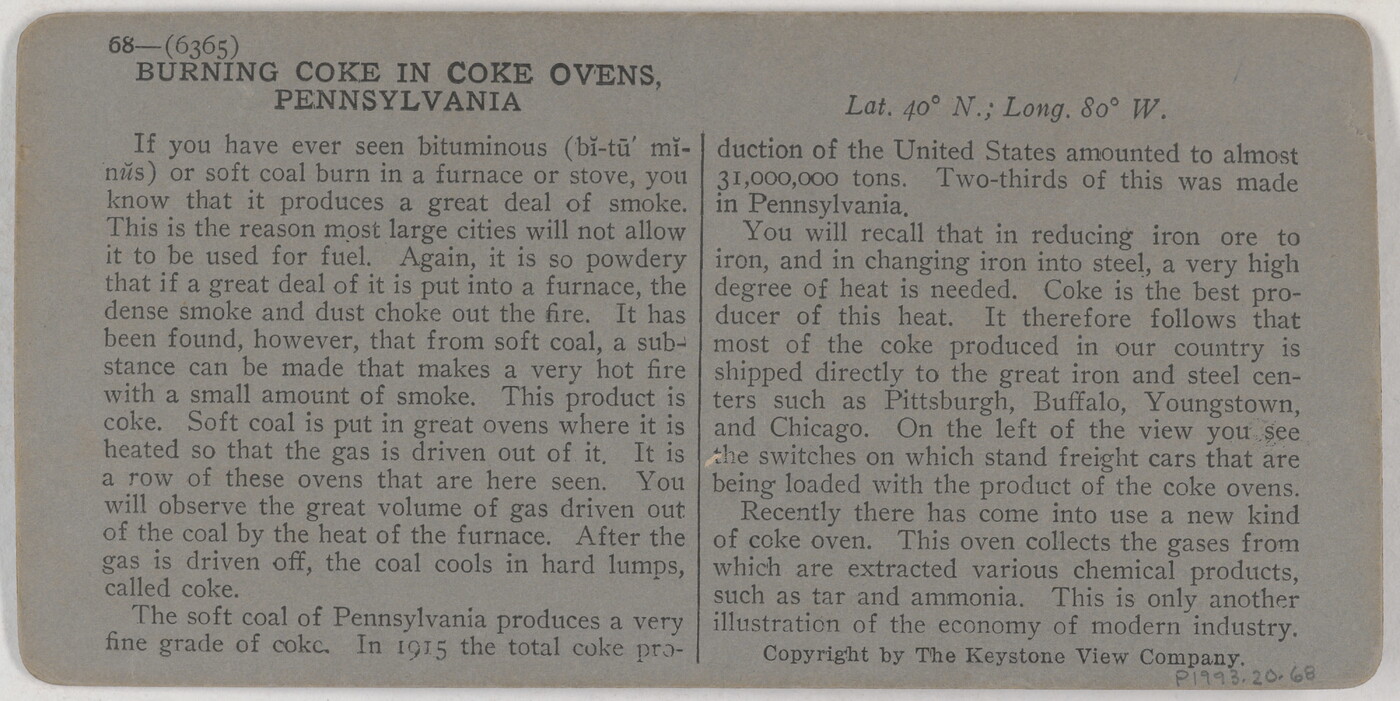 68—(6365)
BURNING COKE IN COKE OVENS,
PENNSYLVANIA
If you have ever seen bituminous (bĭ-tū′ mĭ-
nŭs) or soft coal burn in a furnace or stove, you
know that it produces a great deal of smoke.
This is the reason most large cities will not allow
it to be used for fuel. Again, it is so powdery
that if a great deal of it is put into a furnace, the
dense smoke and dust choke out the fire. It has
been found, however, that from soft coal, a sub-
stance can be made that makes a very hot fire
with a small amount of smoke. This product is
coke. Soft coal is put in great ovens where it is
heated so that the gas is driven out of it. It is
a row of these ovens that are here seen. You
will observe the great volume of gas driven out
of the coal by the heat of the furnace. After the
gas is driven off, the coal cools in hard lumps,
called coke.
The soft coal of Pennsylvania produces a very
fine grade of coke. In 1915 the total coke pro-
Lat. 40° N.; Long. 80° W.
duction of the United States amounted to almost
31,000,000 tons. Two-thirds of this was made
in Pennsylvania.
You will recall that in reducing iron ore to
iron, and in changing iron into steel, a very high
degree of heat is needed. Coke is the best pro-
ducer of this heat. It therefore follows that
most of the coke produced in our country is
shipped directly to the great iron and steel cen-
ters such as Pittsburgh, Buffalo, Youngstown,
and Chicago. On the left of the view you see
the switches on which stand freight cars that are
being loaded with the product of the coke ovens.
Recently there has come into use a new kind
of coke oven. This oven collects the gases from
which are extracted various chemical products,
such as tar and ammonia. This is only another
illustration of the economy of modern industry.
Copyright by The Keystone View Company.
P1993.20.68